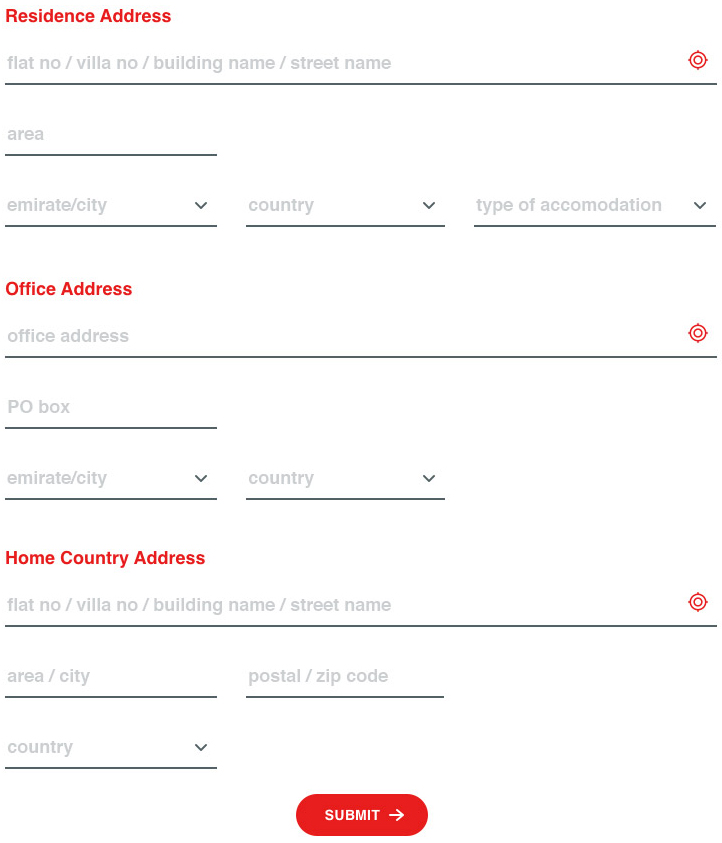 Residence Address
flat no / villa no / building name / street name
area
emirate/city country type of accomodation
Office Address
office address
PO box
emirate/city country
Home Country Address
flat no / villa no / building name / street name
area / city postal / zip code
country
SUBMIT